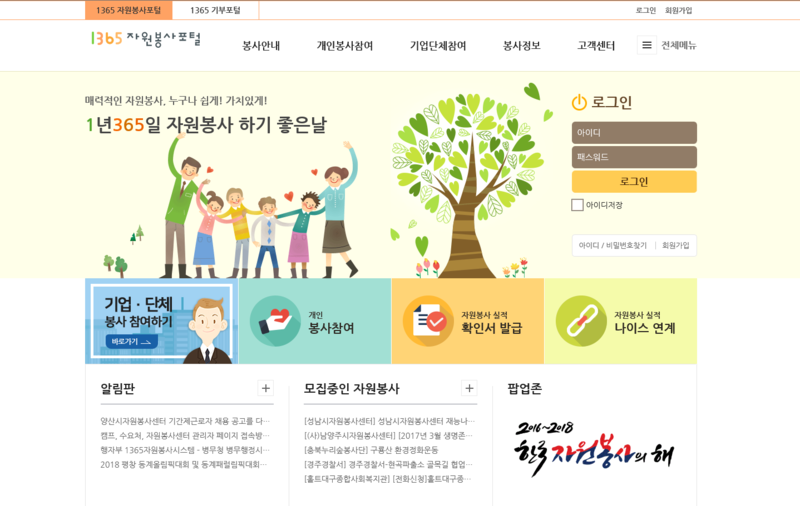 1365 자원봉사포털
1365 기부포털
로그인
회원가입
1365 자원봉사포털
봉사안내
개인봉사참여
기업단체참여
봉사정보
고객센터
전체메뉴
매력적인 자원봉사, 누구나 쉽게! 가치있게!
1년365일 자원봉사 하기 좋은날
로그인
아이디
패스워드
로그인
아이디저장
아이디 / 비밀번호찾기
회원가입
기업 · 단체
봉사 참여하기
바로가기
개인
봉사참여
자원봉사 실적
확인서 발급
자원봉사 실적
나이스 연계
알림판
양산시자원봉사센터 기간제근로자 채용 공고를 다…
캠프, 수요처, 자원봉사센터 관리자 페이지 접속방…
행자부 1365자원봉사시스템 - 병무청 병무행정시…
2018 평창 동계올림픽대회 및 동계패럴림픽대회…
모집중인 자원봉사
[성남시자원봉사센터] 성남시자원봉사센터 재능나…
[(사)남양주시자원봉사센터] [2017년 3월 생명존…
[충북누리숲봉사단] 구룡산 환경정화운동
[경주경찰서] 경주경찰서-현곡파출소 골목길 협업…
[홀트대구종합사회복지관] [전화신청]홀트대구종…
팝업존
2016~2018
한국 자원봉사의 해